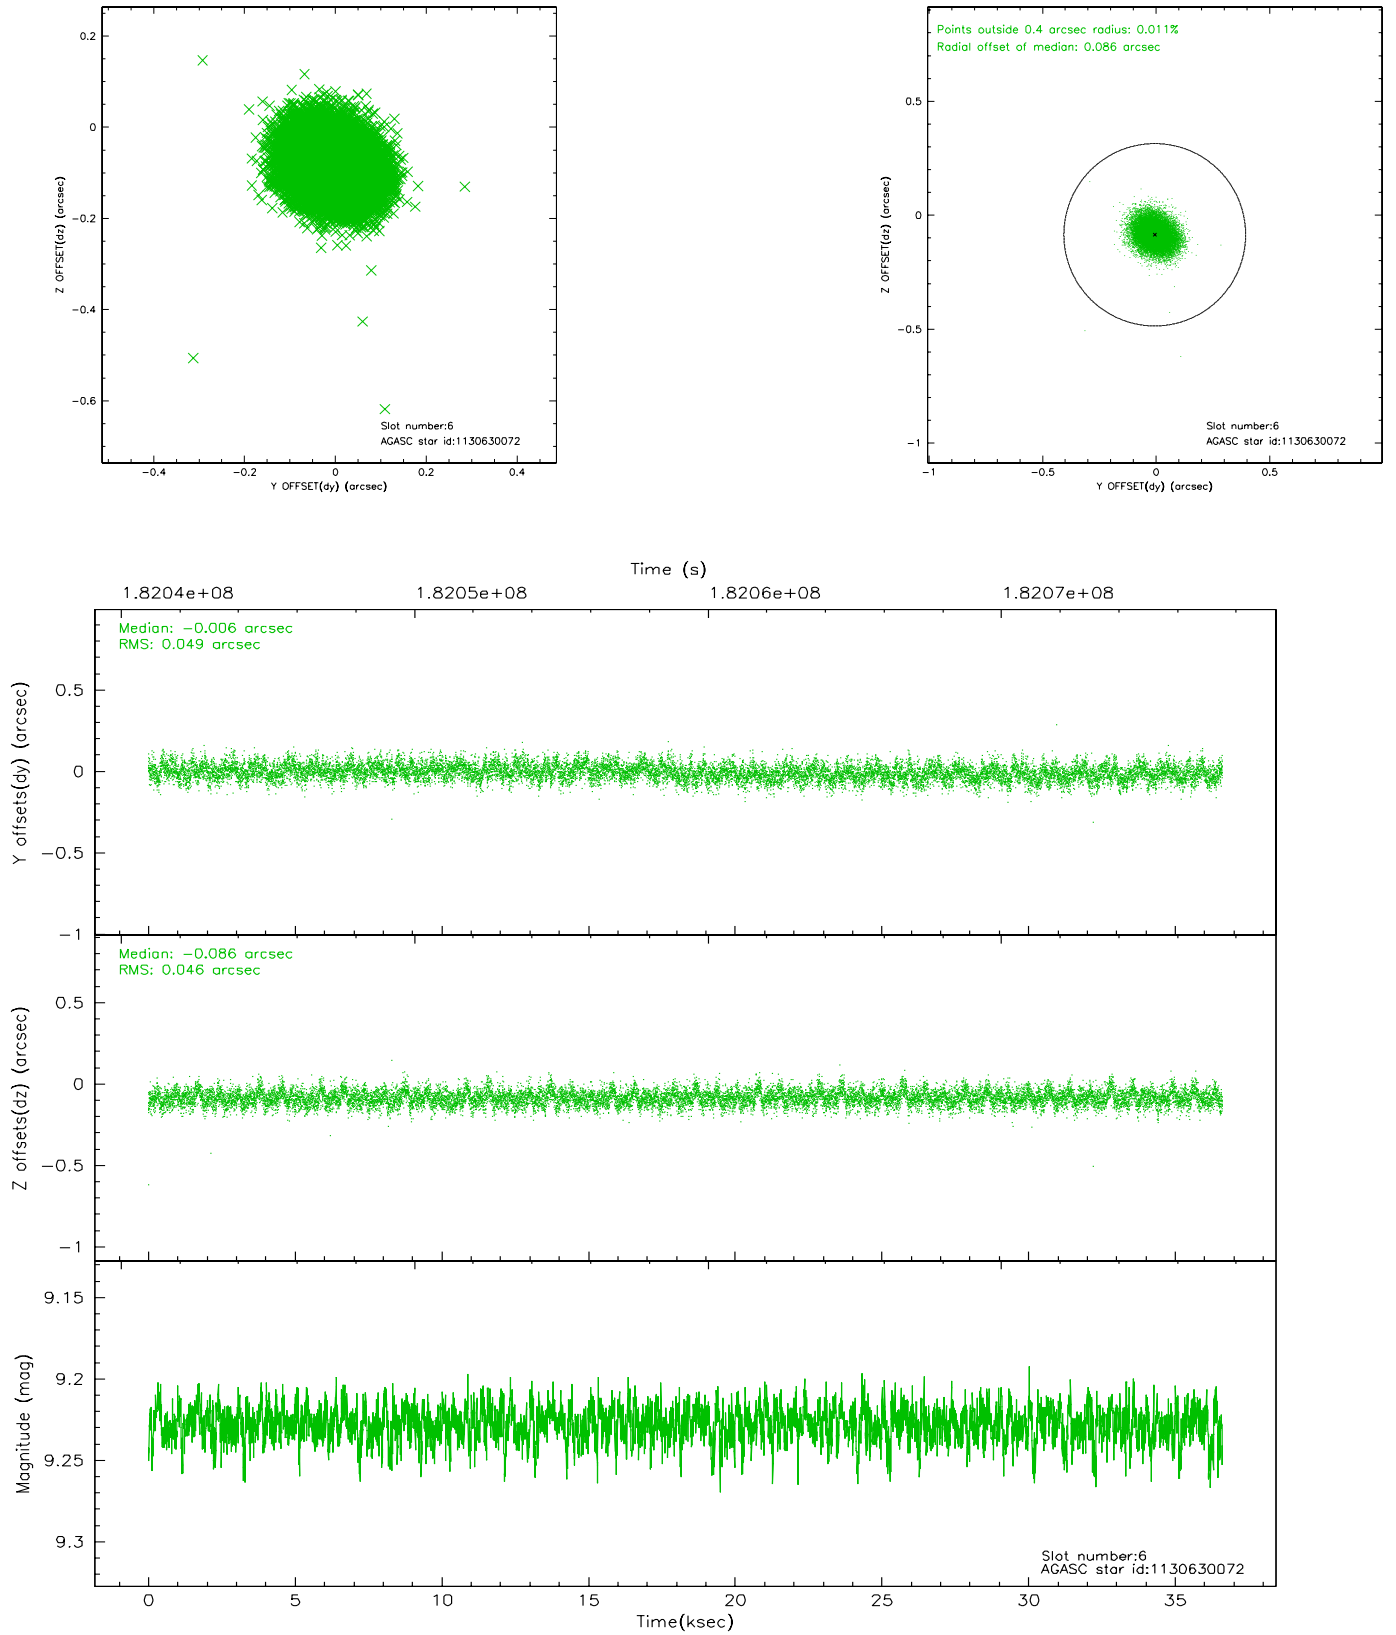 0.2
0
−0.2
−0.4
−0.6
Z OFFSET(dz) (arcsec)
Slot number:6
AGASC star id:1130630072
−0.4
−0.2
0
0.2
0.4
Y OFFSET(dy) (arcsec)
Points outside 0.4 arcsec radius: 0.011%
Radial offset of median: 0.086 arcsec
0.5
0
−0.5
−1
Z OFFSET(dz) (arcsec)
Slot number:6
AGASC star id:1130630072
−1
−0.5
0
0.5
Y OFFSET(dy) (arcsec)
Time (s)
1.8204e+08
1.8205e+08
1.8206e+08
1.8207e+08
Median: −0.006 arcsec
RMS: 0.049 arcsec
0.5
0
−0.5
−1
Y offsets(dy) (arcsec)
Median: −0.086 arcsec
RMS: 0.046 arcsec
0.5
0
−0.5
−1
Z offsets(dz) (arcsec)
9.15
9.2
9.25
9.3
Magnitude (mag)
Slot number:6
AGASC star id:1130630072
0
5
10
15
20
25
30
35
Time(ksec)